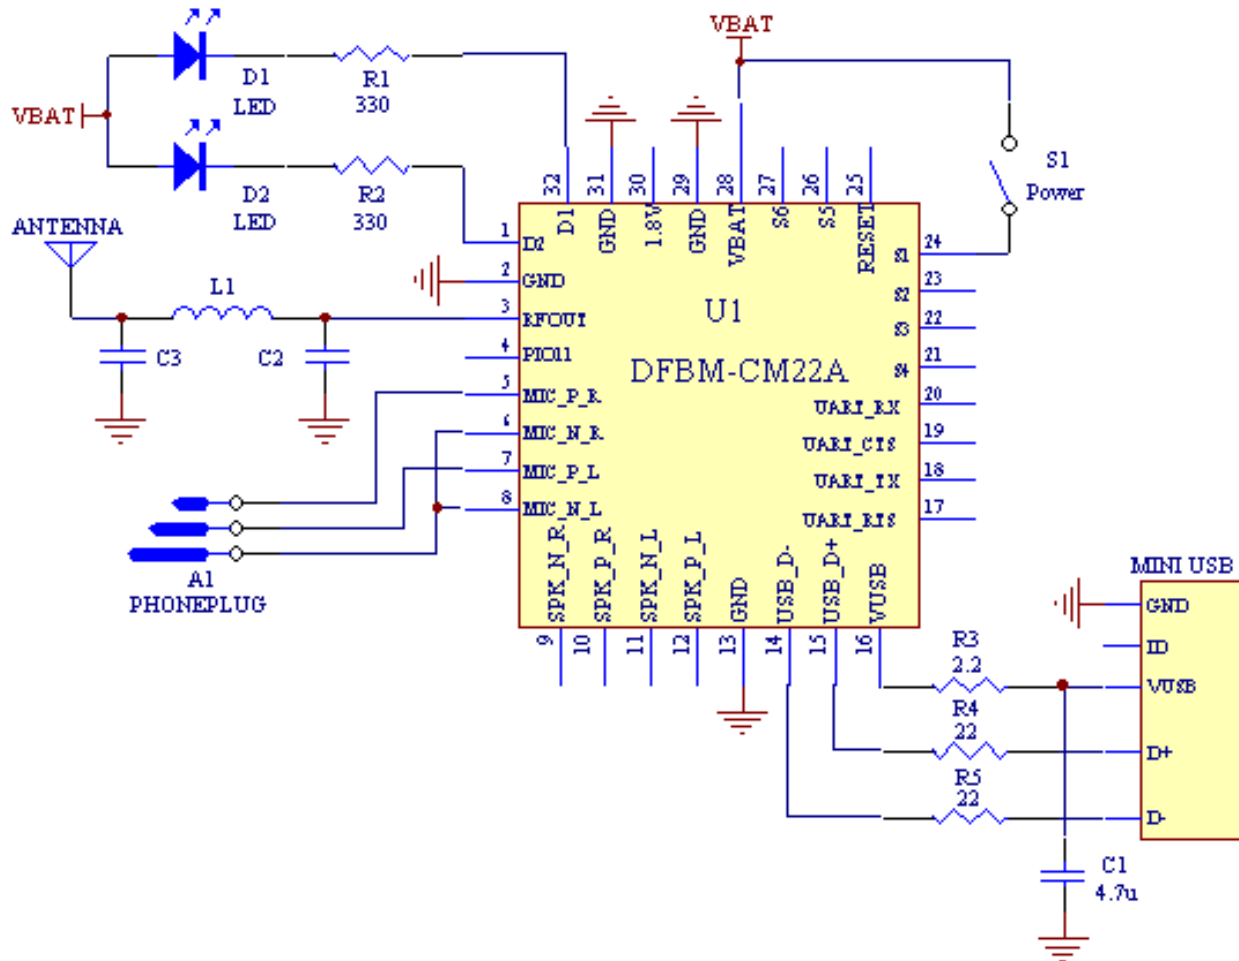 VBAT
D1
LED
R1
330
VBAT
D2
LED
R2
330
S1
Power
ANTENNA
L1
C3
C2
32
31
30
29
28
27
26
25
D1
GND
1.8V
GND
VBAT
S6
S5
RESET
1
D2
2
GND
3
RFOUT
4
PIO11
5
MIC_P_R
6
MIC_N_R
7
MIC_P_L
8
MIC_N_L
U1
DFBM-CM22A
24
S1
23
S2
22
S3
21
S4
20
UART_RX
19
UART_CTS
18
UART_TX
17
UART_RTS
A1
PHONEPLUG
SPK_N_R
SPK_P_R
SPK_N_L
SPK_P_L
GND
USB_D-
USB_D+
VUSB
9
10
11
12
13
14
15
16
MINI USB
GND
ID
VUSB
D+
D-
R3
2.2
R4
22
R5
22
C1
4.7u